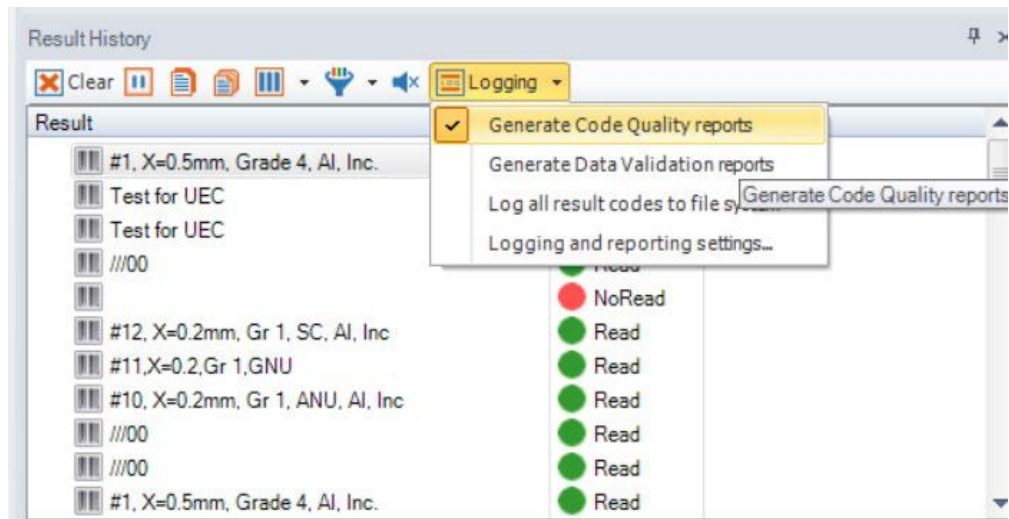 Result History
Clear
Logging
Result
Generate Code Quality reports
Generate Data Validation reports
Generate Code Quality reports
Log all result codes to file
Logging and reporting settings...
#1, X=0.5mm, Grade 4, AI, Inc.
Test for UEC
Test for UEC
///00 Read
NoRead
#12, X=0.2mm, Gr 1, SC, AI, Inc Read
#11,X=0.2,Gr 1,GNU Read
#10, X=0.2mm, Gr 1, ANU, AI, Inc Read
///00 Read
///00 Read
#1, X=0.5mm, Grade 4, AI, Inc. Read